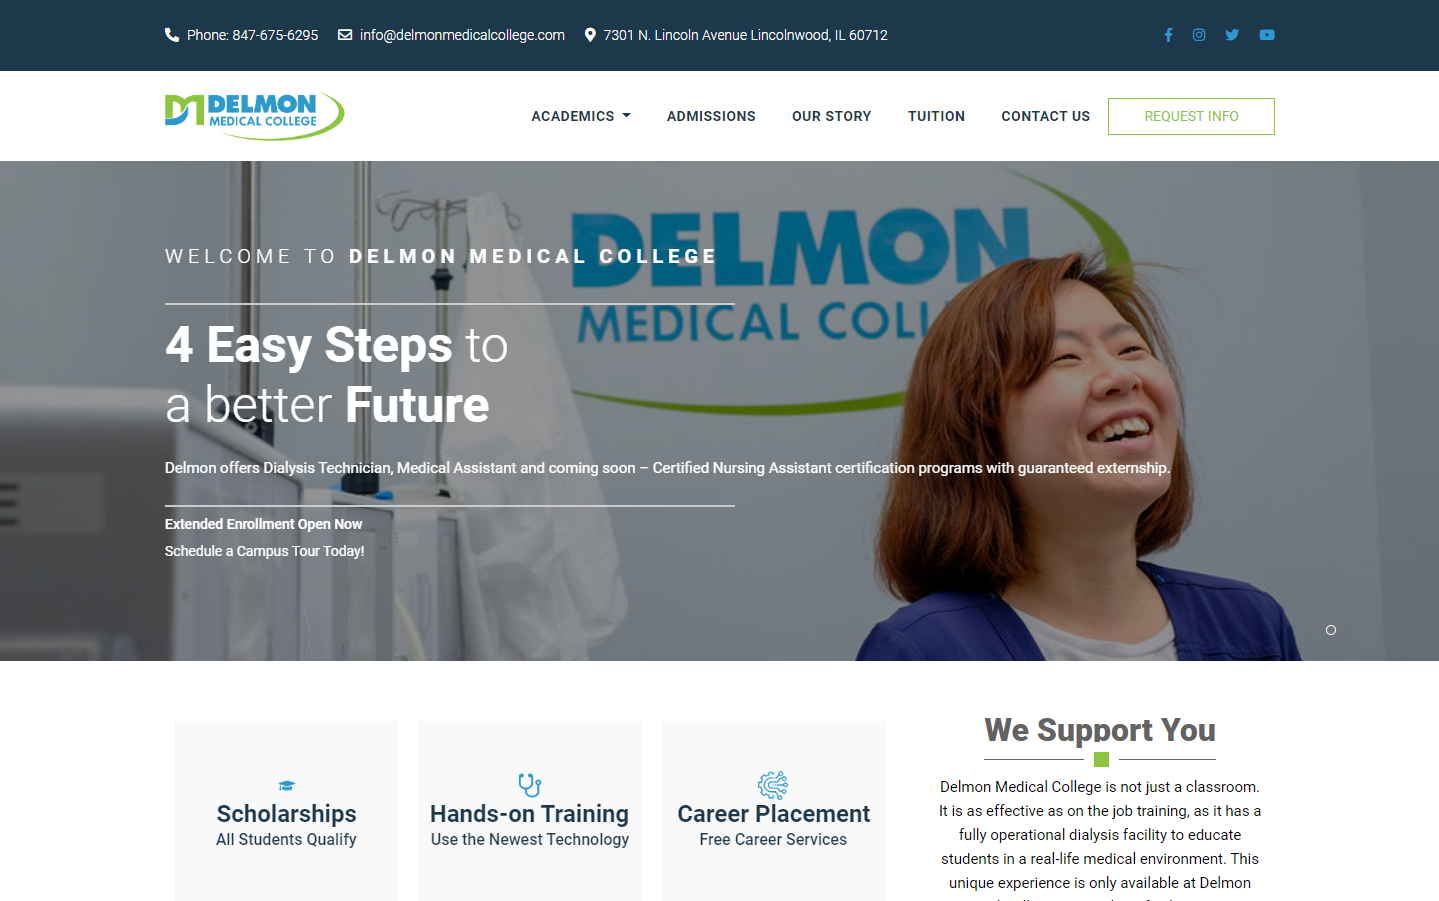 Phone: 847-675-6295
info@delmonmedicalcollege.com
7301 N. Lincoln Avenue Lincolnwood, IL 60712
DELMON
MEDICAL COLLEGE
ACADEMICS
ADMISSIONS
OUR STORY
TUITION
CONTACT US
REQUEST INFO
DELMON
MEDICAL COLL
WELCOME TO DELMON MEDICAL COLLEGE
4 Easy Steps to
a better Future
Delmon offers Dialysis Technician, Medical Assistant and coming soon – Certified Nursing Assistant certification programs with guaranteed externship.
Extended Enrollment Open Now
Schedule a Campus Tour Today!
Scholarships
All Students Qualify
Hands-on Training
Use the Newest Technology
Career Placement
Free Career Services
We Support You
Delmon Medical College is not just a classroom.
It is as effective as on the job training, as it has a
fully operational dialysis facility to educate
students in a real-life medical environment. This
unique experience is only available at Delmon